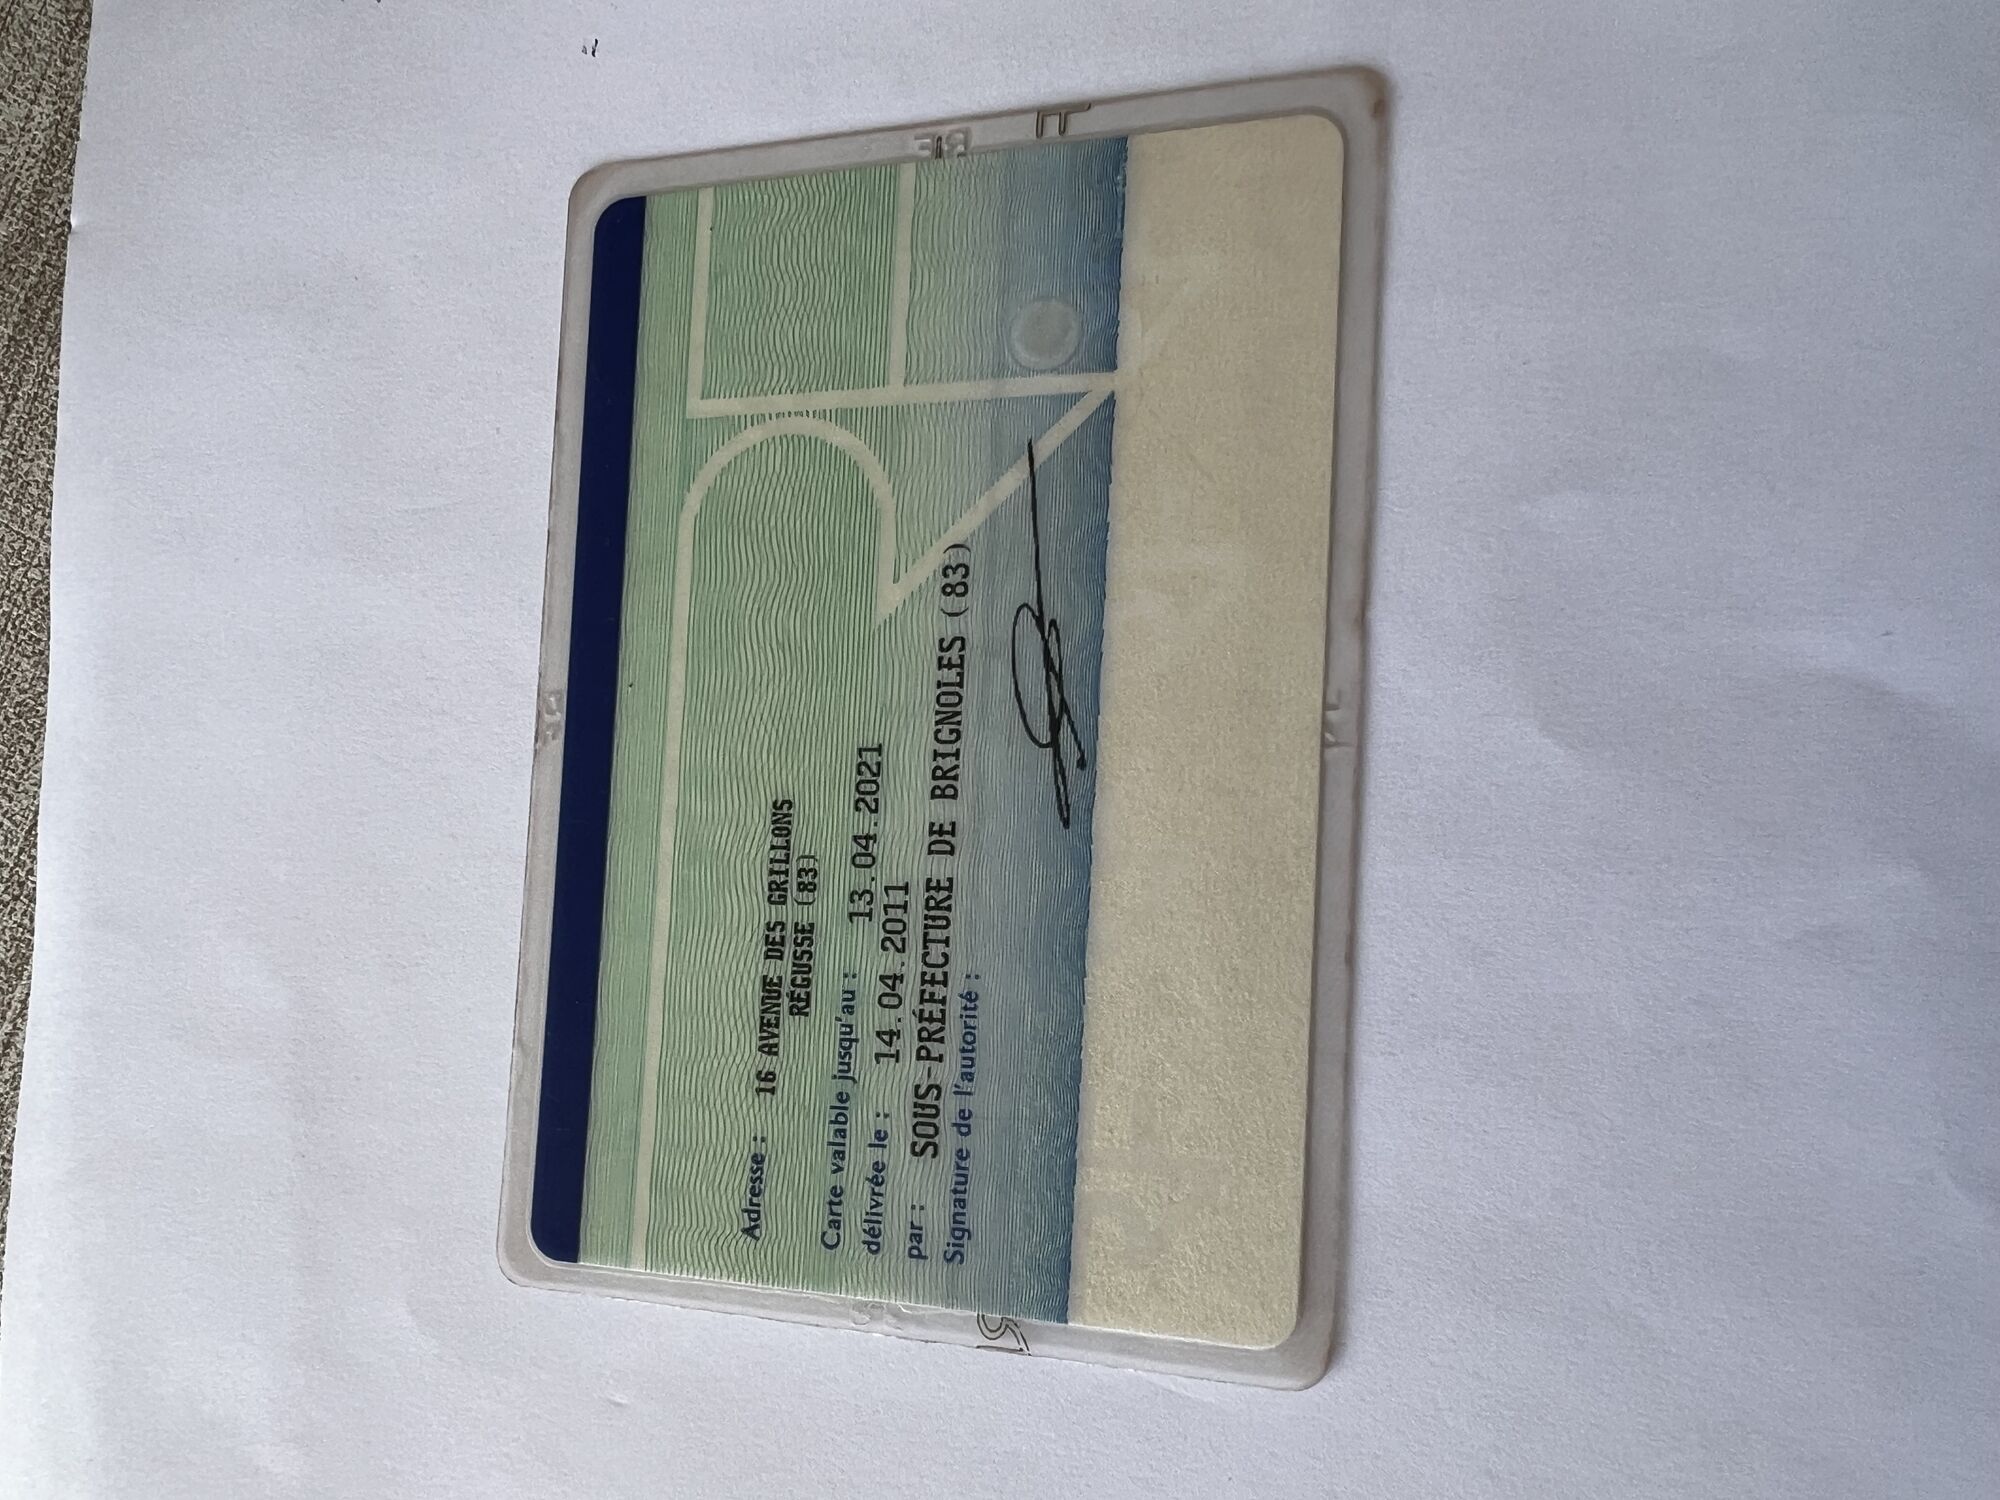 Adresse : 16 AVENUE DES GRILLONS
RÉGUSSE (83)
Carte valable jusqu'au : 13.04.2021
délivrée le : 14.04.2011
par : SOUS-PRÉFECTURE DE BRIGNOLES (83)
Signature de l'autorité :
RF